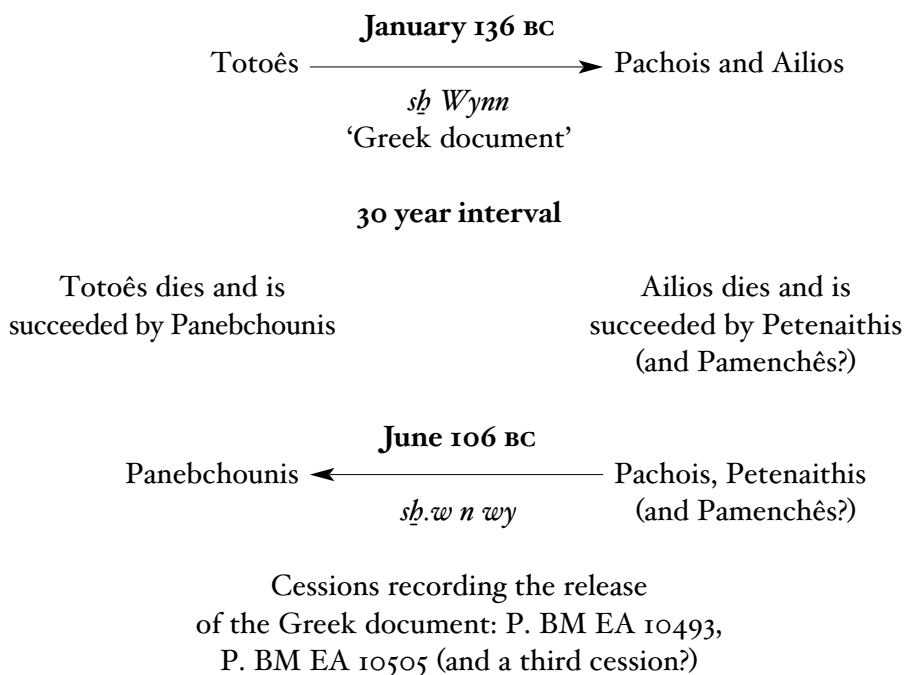 January 136 BC
Totoês Pachois and Ailios
sẖ Wynn
‘Greek document’
30 year interval
Totoês dies and is
succeeded by Panebchounis
Ailios dies and is
succeeded by Petenaithis
(and Pamenchês?)
June 106 BC
Panebchounis Pachois, Petenaithis
sẖ.w n wy (and Pamenchês?)
Cessions recording the release
of the Greek document: P. BM EA 10493,
P. BM EA 10505 (and a third cession?)